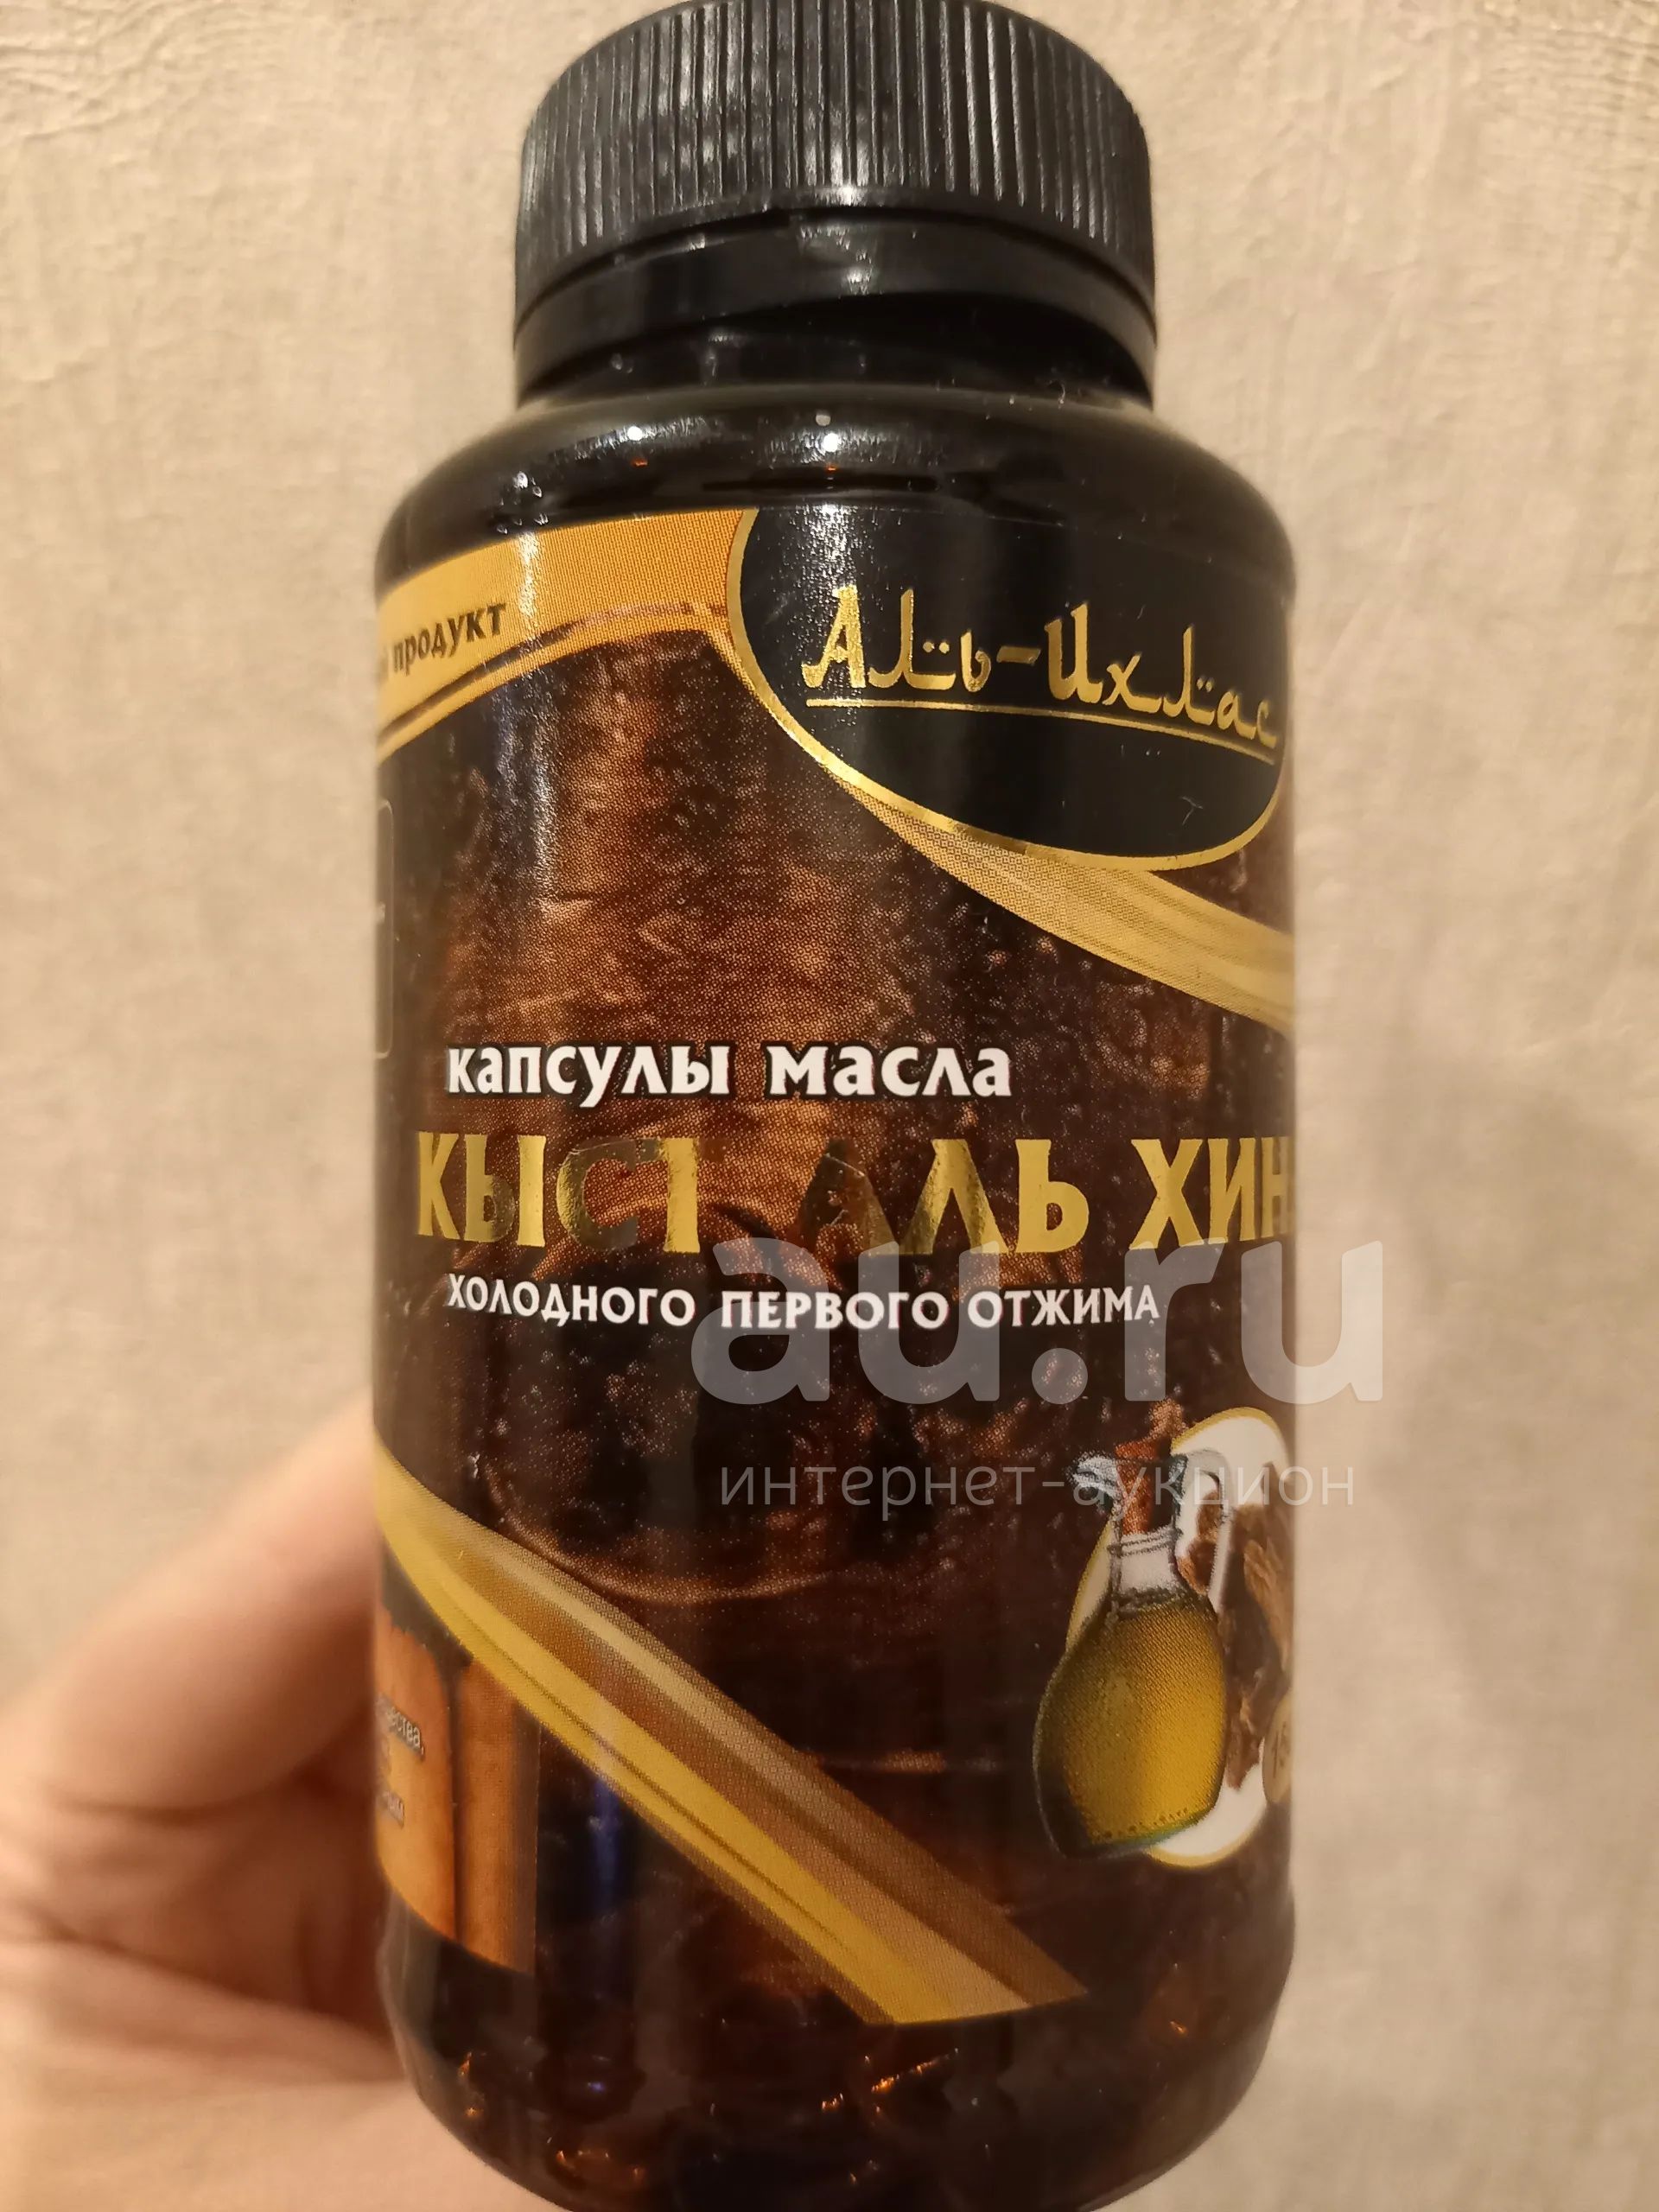 продукт
Аль-Ихлас
капсулы масла
КЫСТ АЛЬ ХИН
холодного первого отжима
au.ru
интернет-аукцион